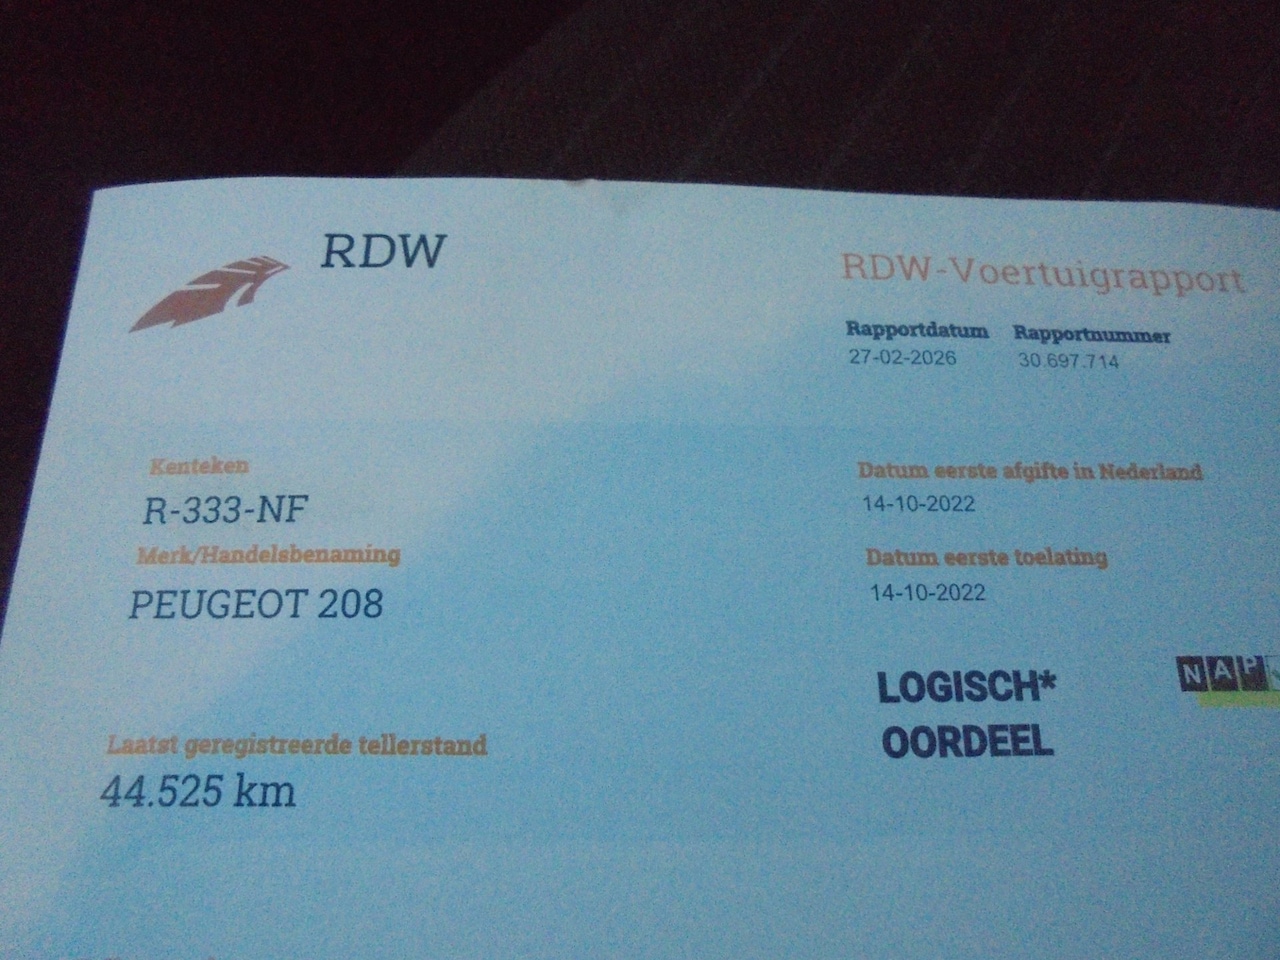 RDW
RDW-Voertuigrapport
Rapportdatum Rapportnummer
27-02-2026 30.697.714
Kenteken
R-333-NF
Merk/Handelsbenaming
PEUGEOT 208
Laatst geregistreerde tellerstand
44.525 km
Datum eerste afgifte in Nederland
14-10-2022
Datum eerste toelating
14-10-2022
LOGISCH*
OORDEEL
NAP